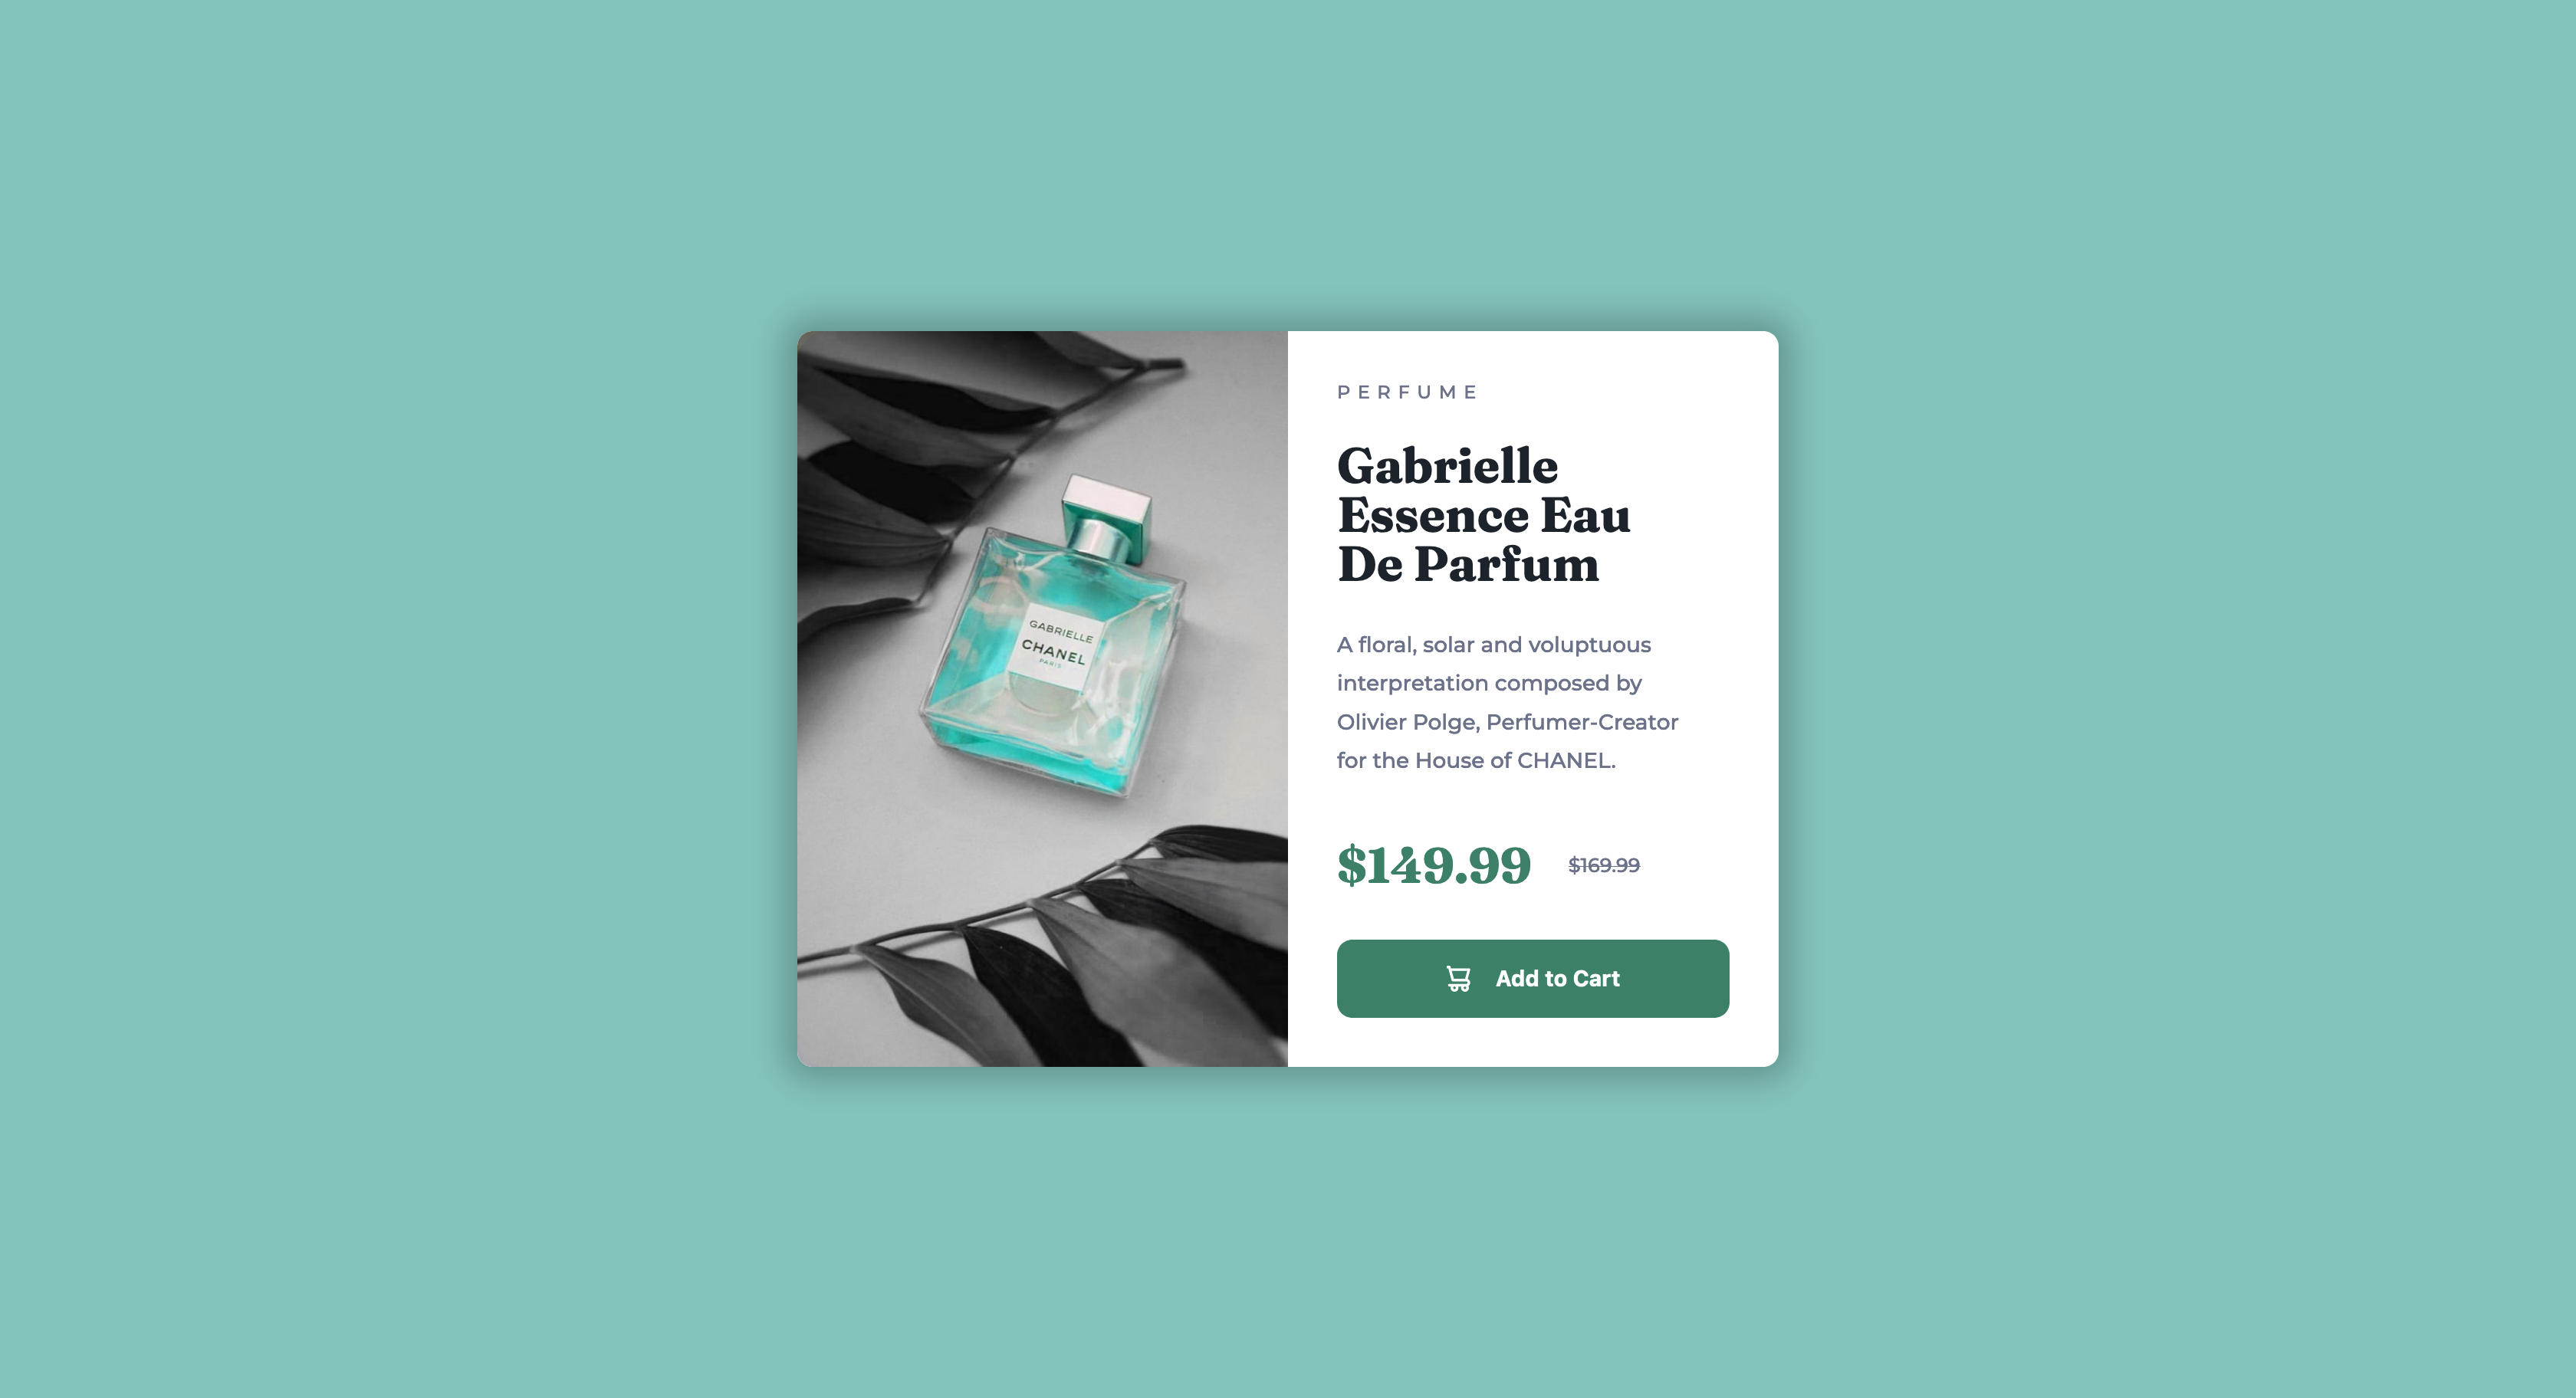 GABRIELLE
CHANEL
PARIS
PERFUME
Gabrielle
Essence Eau
De Parfum
A floral, solar and voluptuous
interpretation composed by
Olivier Polge, Perfumer-Creator
for the House of CHANEL.
$149.99 $169.99
Add to Cart